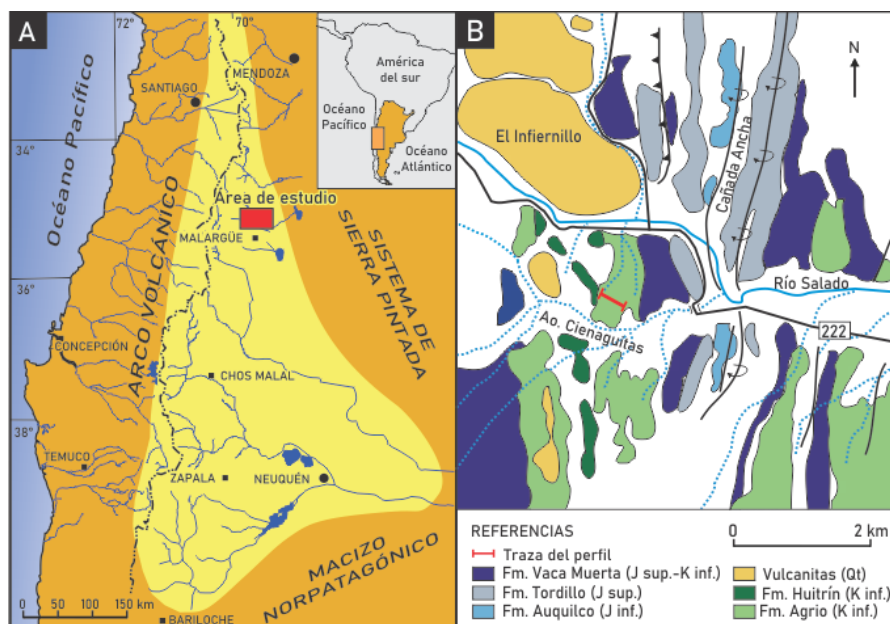 A
72°
70°
MENDOZA
SANTIAGO
Océano Pacífico
34°
ARCO VOLCÁNICO
Área de estudio
MALARGÜE
SISTEMA DE
SIERRA PINTADA
36°
CONCEPCIÓN
CHOS MALAL
38°
TEMUCO
ZAPALA
NEUQUÉN
MACIZO
NORPATAGÓNICO
0 50 100 150 km
BARILOCHE
América
del sur
Océano
Pacífico
Océano
Atlántico
B
N
El Infiernillo
Cañada Ancha
Río Salado
Ao. Cienaguitas
222
REFERENCIAS
0 2 km
Traza del perfil
Fm. Vaca Muerta (J sup.-K inf.)
Fm. Tordillo (J sup.)
Fm. Auquilco (J inf.)
Vulcanitas (Qt)
Fm. Huitrín (K inf.)
Fm. Agrio (K inf.)